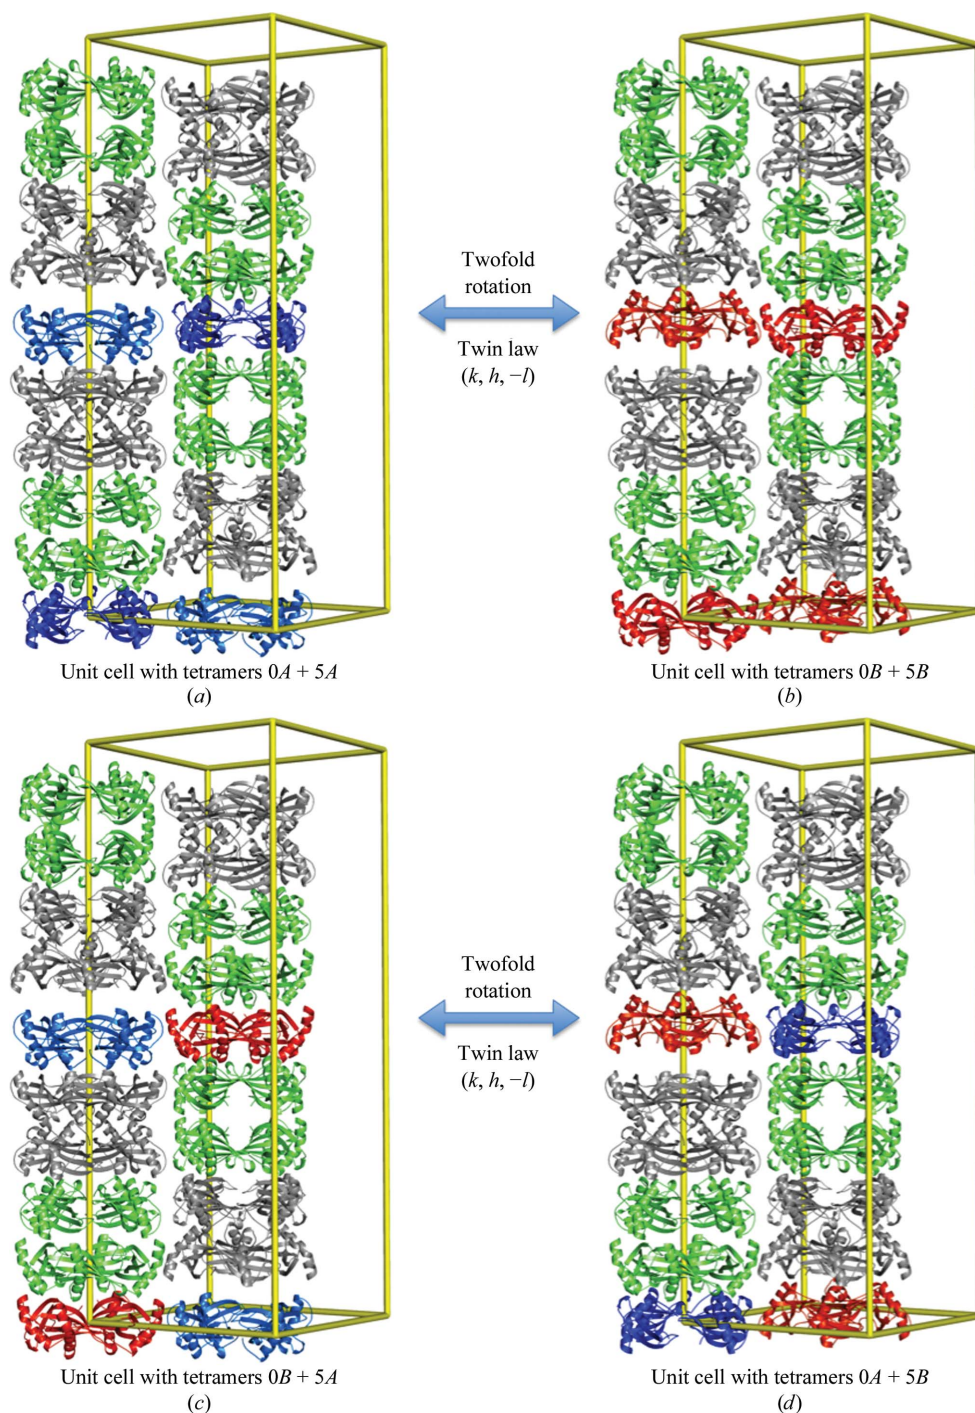 Twofold
rotation
Twin law
(k, h, −l)
Unit cell with tetramers 0A + 5A
(a)
Unit cell with tetramers 0B + 5B
(b)
Twofold
rotation
Twin law
(k, h, −l)
Unit cell with tetramers 0B + 5A
(c)
Unit cell with tetramers 0A + 5B
(d)